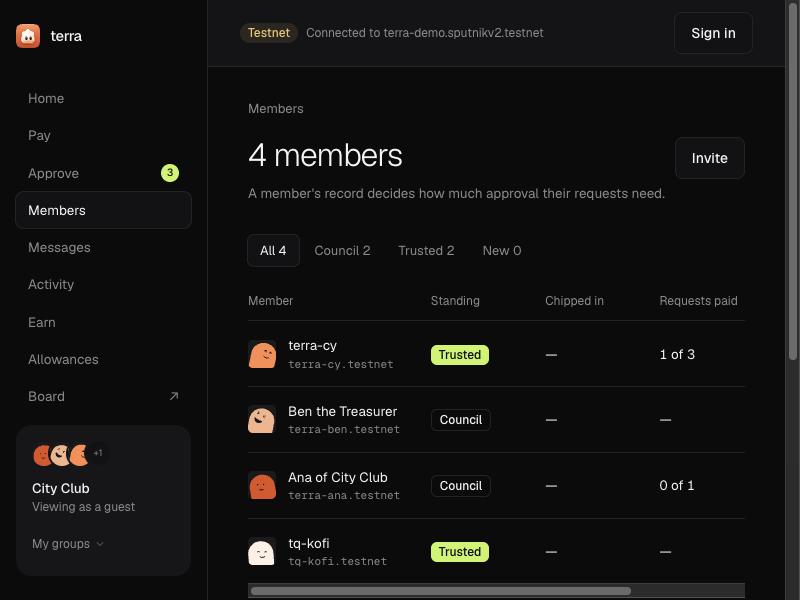 terra
Testnet Connected to terra-demo.sputnikv2.testnet
Sign in
Home
Pay
Approve 3
Members
Messages
Activity
Earn
Allowances
Board
+1
City Club
Viewing as a guest
My groups
Members
4 members
Invite
A member's record decides how much approval their requests need.
All 4 Council 2 Trusted 2 New 0
Member Standing Chipped in Requests paid
terra-cy
terra-cy.testnet
Trusted — 1 of 3
Ben the Treasurer
terra-ben.testnet
Council — —
Ana of City Club
terra-ana.testnet
Council — 0 of 1
tq-kofi
tq-kofi.testnet
Trusted — —